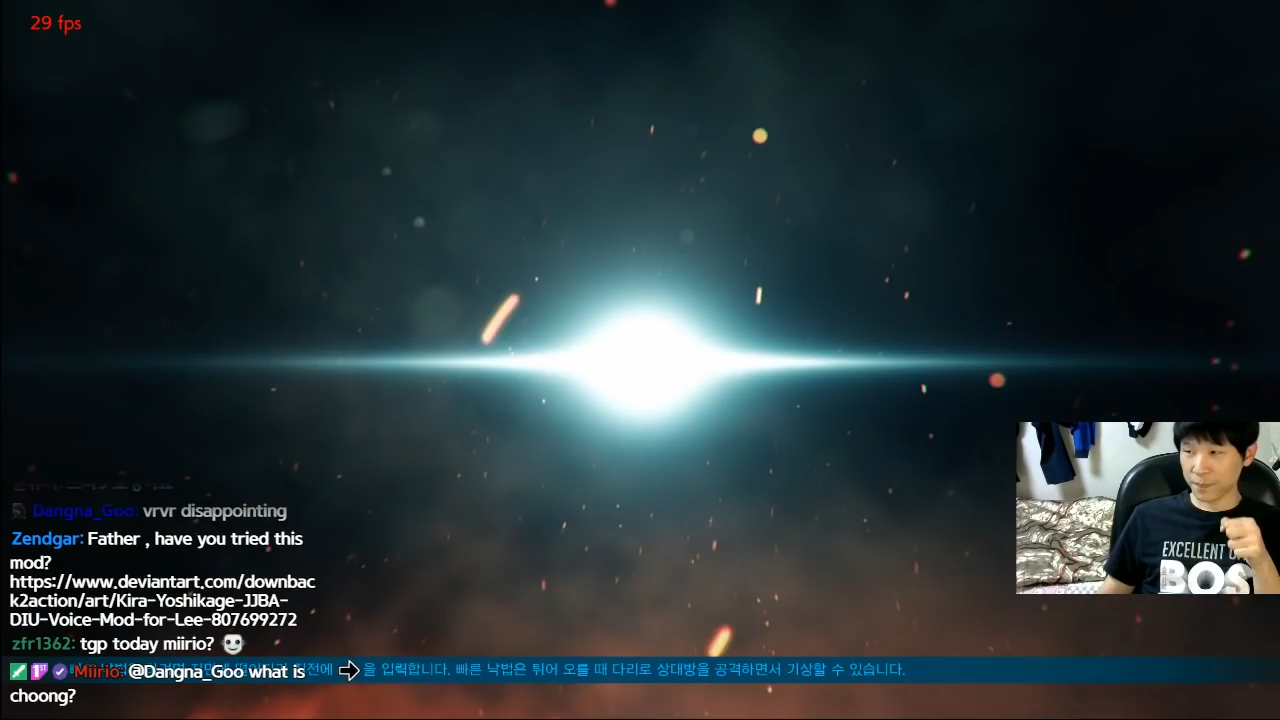 29 fps
Dangna_Goo: vrvr disappointing
Zendgar: Father , have you tried this
mod?
https://www.deviantart.com/downbac
k2action/art/Kira-Yoshikage-JJBA-
DIU-Voice-Mod-for-Lee-807699272
zfr1362: tgp today miirio?
1ST Miirio: @Dangna_Goo what is
choong?
전에 을 입력합니다. 빠른 낙법은 튀어 오를 때 다리로 상대방을 공격하면서 기상할 수 있습니다.
EXCELLENT
BOS